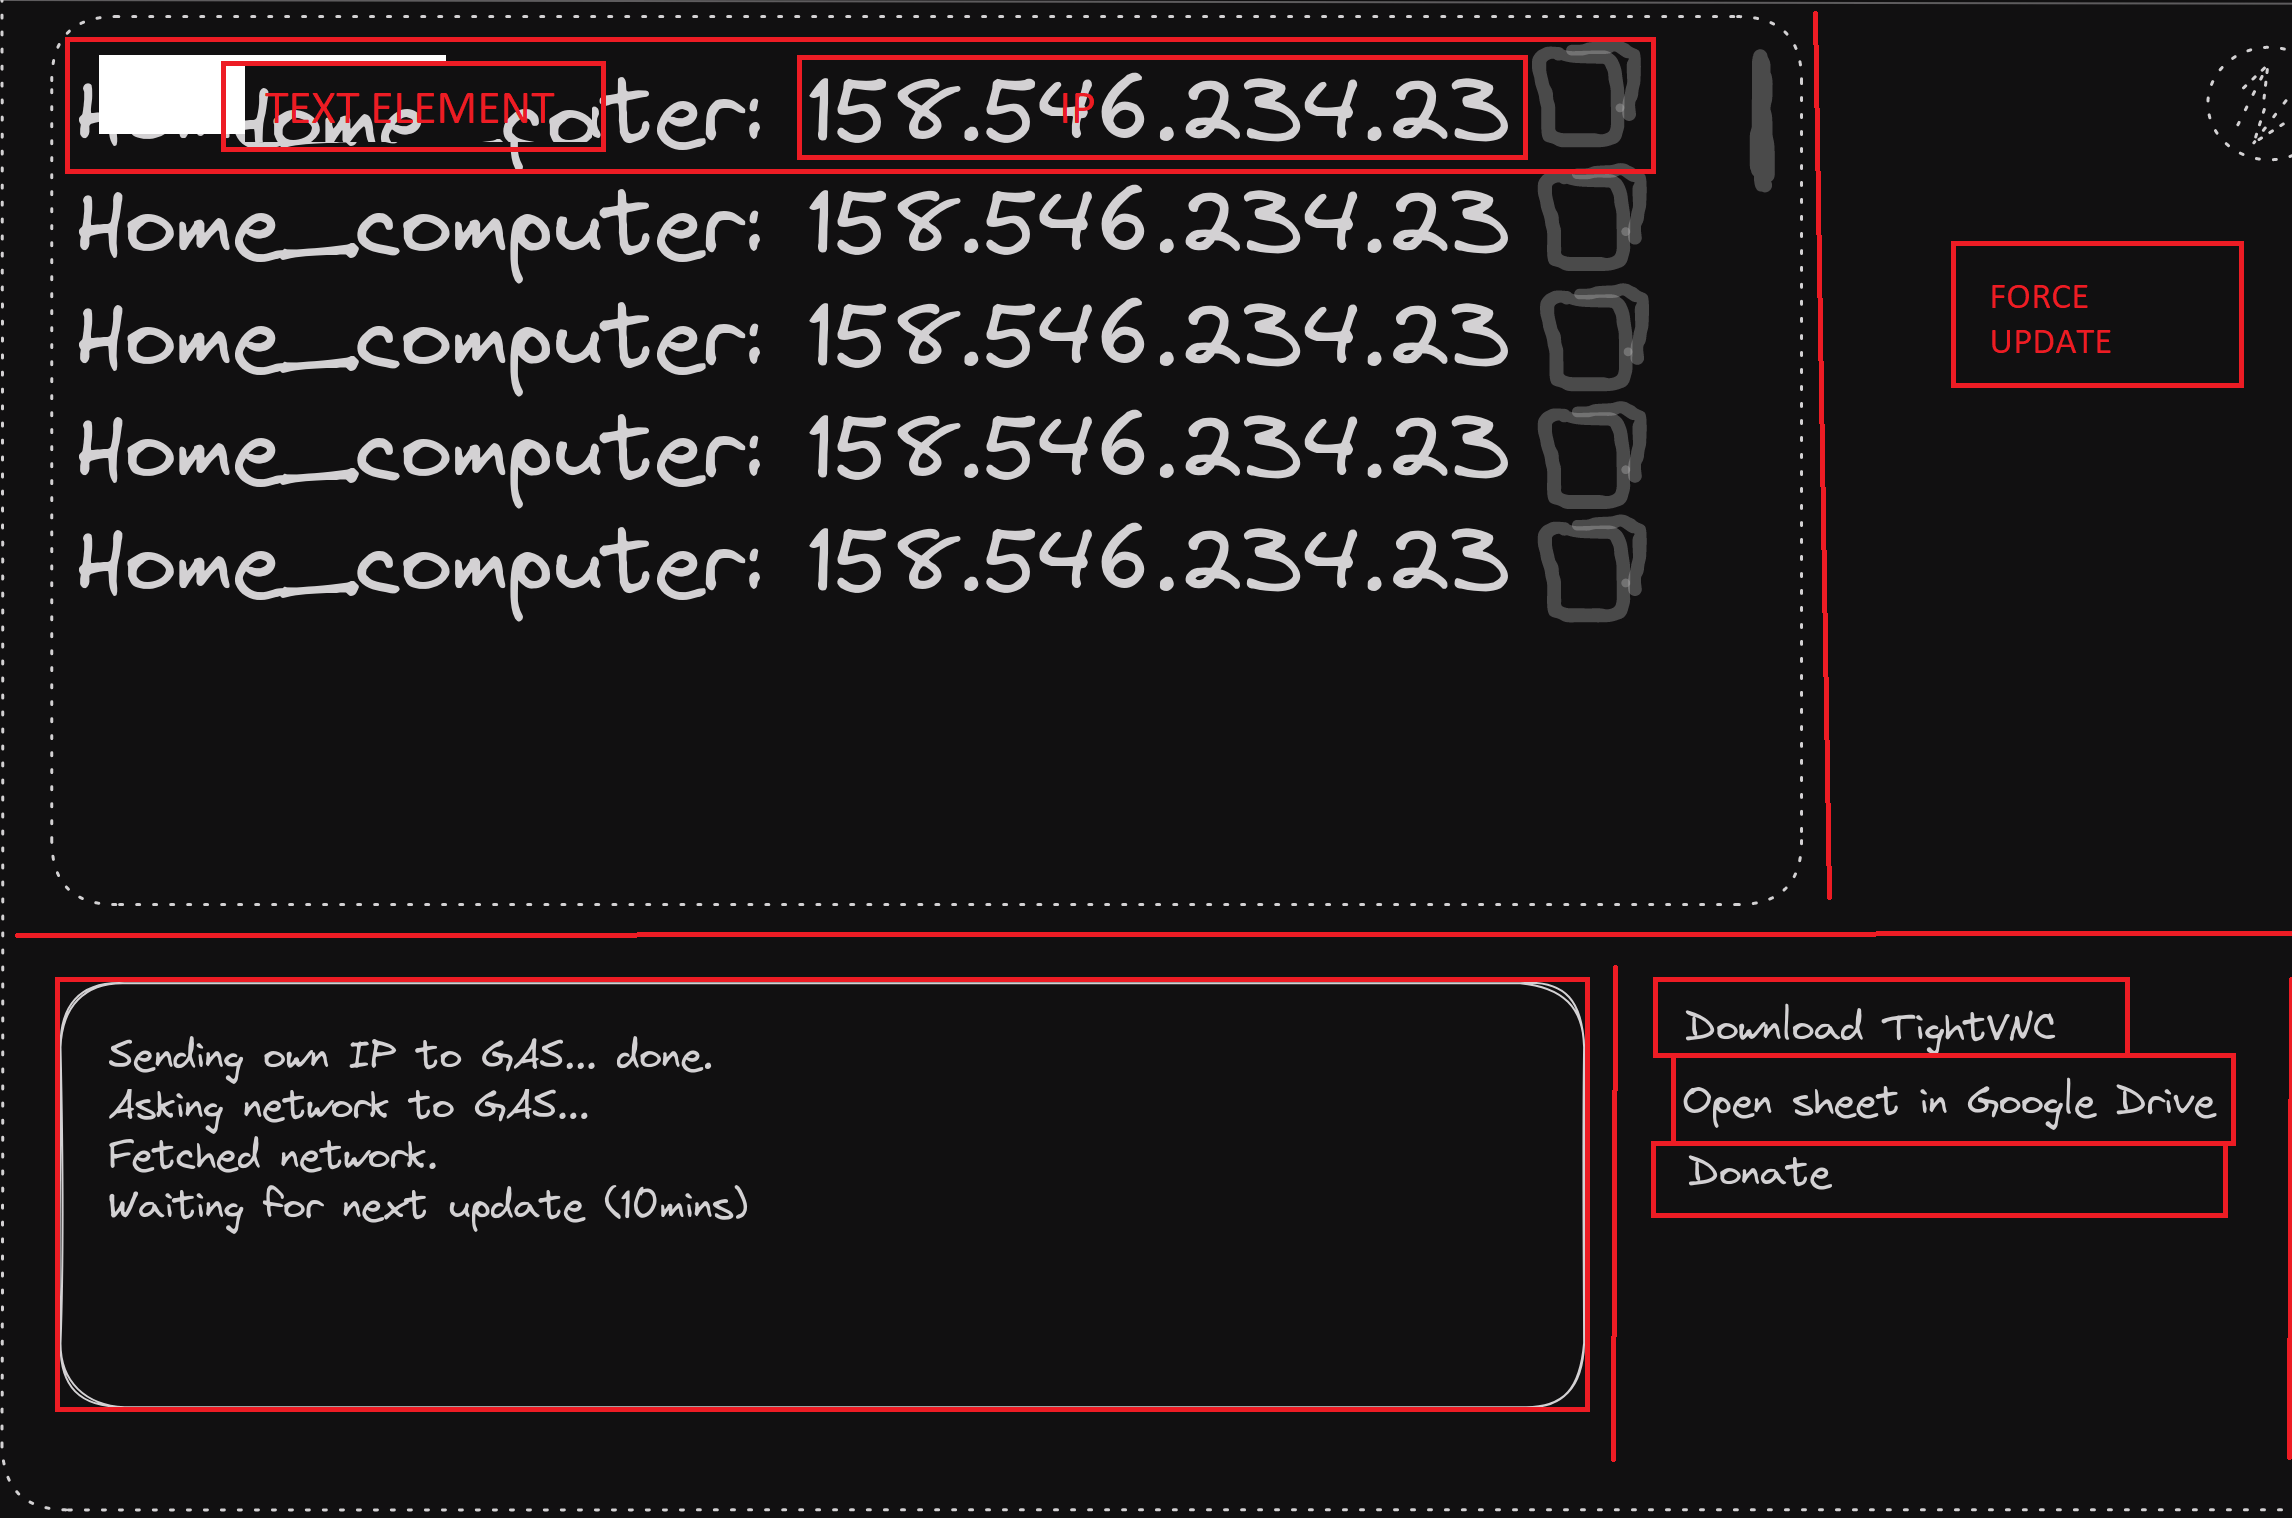 TEXT ELEMENT
IP
158.546.234.23
Home_computer: 158.546.234.23
Home_computer: 158.546.234.23
Home_computer: 158.546.234.23
Home_computer: 158.546.234.23
FORCE
UPDATE
Sending own IP to GAS... done.
Asking network to GAS...
Fetched network.
Waiting for next update (10mins)
Download TightVNC
Open sheet in Google Drive
Donate